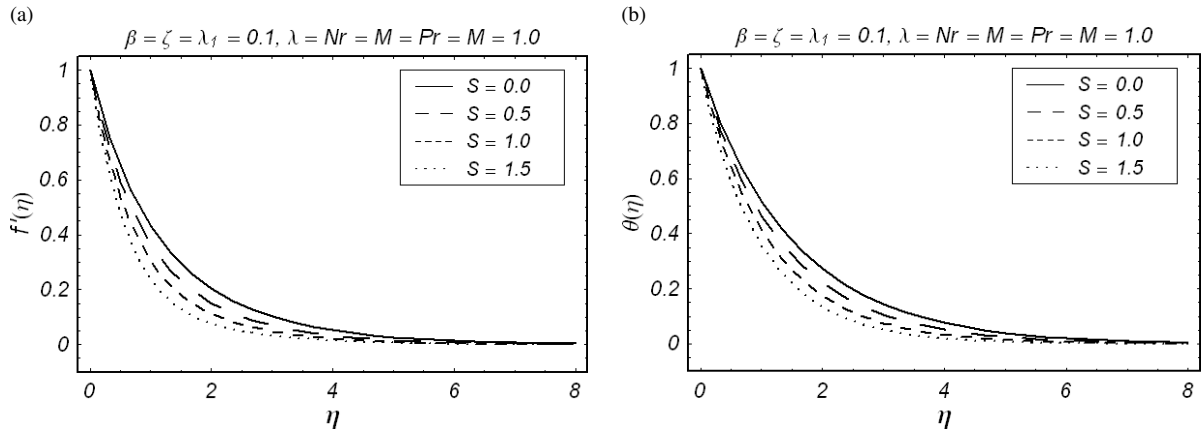 (a)
β = ζ = λ₁ = 0.1, λ = Nr = M = Pr = M = 1.0
1
0.8
0.6
0.4
0.2
0
f'(η)
S = 0.0
S = 0.5
S = 1.0
S = 1.5
0 2 4 6 8
η
(b)
β = ζ = λ₁ = 0.1, λ = Nr = M = Pr = M = 1.0
1
0.8
0.6
0.4
0.2
0
θ(η)
S = 0.0
S = 0.5
S = 1.0
S = 1.5
0 2 4 6 8
η